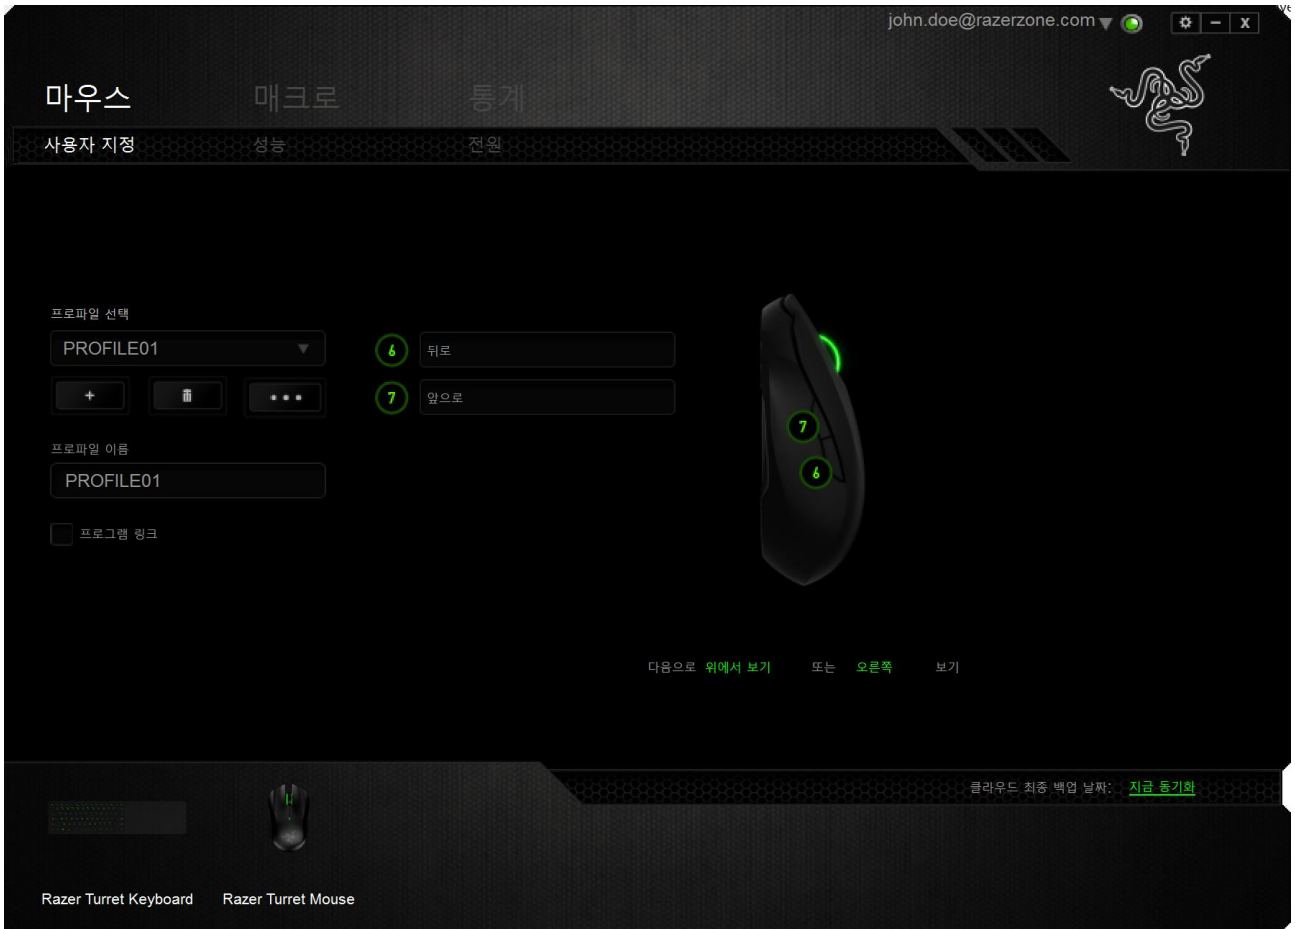 john.doe@razerzone.com
마우스 매크로 통계
사용자 지정 성능 전원
프로파일 선택
PROFILE01
6 뒤로
7 앞으로
프로파일 이름
PROFILE01
프로그램 링크
7
6
다음으로 위에서 보기 또는 오른쪽 보기
클라우드 최종 백업 날짜: 지금 동기화
Razer Turret Keyboard Razer Turret Mouse